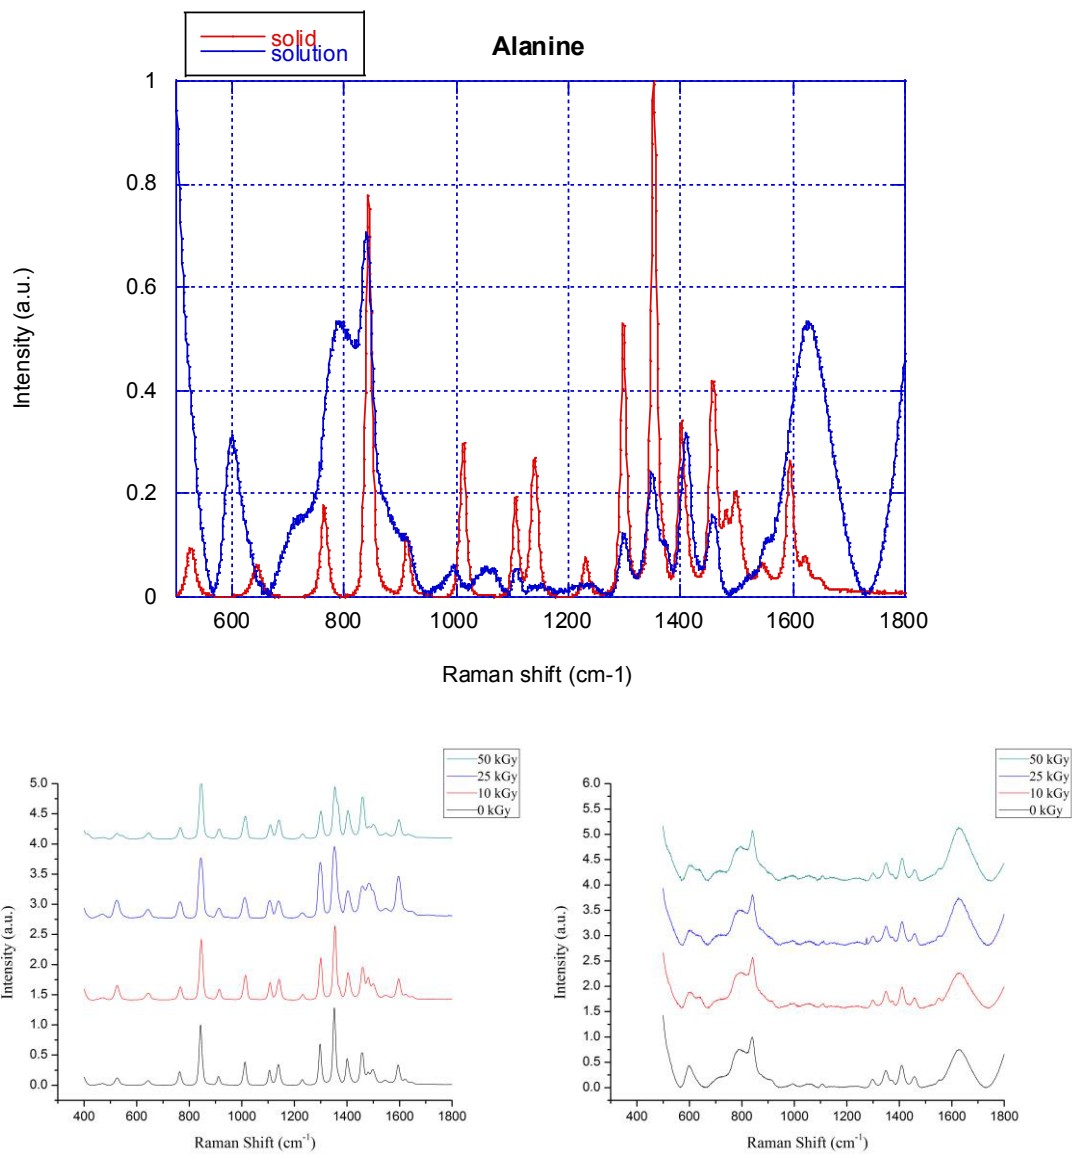 solid
solution
Alanine
1
0.8
0.6
0.4
0.2
0
Intensity (a.u.)
600 800 1000 1200 1400 1600 1800
Raman shift (cm-1)
50 kGy
25 kGy
10 kGy
0 kGy
5.0
4.5
4.0
3.5
3.0
2.5
2.0
1.5
1.0
0.5
0.0
Intensity (a.u.)
400 600 800 1000 1200 1400 1600 1800
Raman Shift (cm⁻¹)
50 kGy
25 kGy
10 kGy
0 kGy
6.0
5.5
5.0
4.5
4.0
3.5
3.0
2.5
2.0
1.5
1.0
0.5
0.0
Intensity (a.u.)
400 600 800 1000 1200 1400 1600 1800
Raman Shift (cm⁻¹)